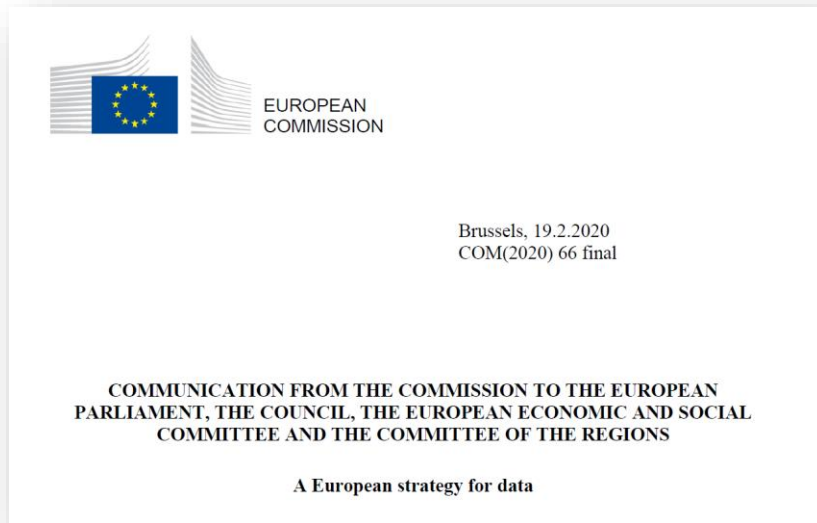 EUROPEAN
COMMISSION
Brussels, 19.2.2020
COM(2020) 66 final
COMMUNICATION FROM THE COMMISSION TO THE EUROPEAN
PARLIAMENT, THE COUNCIL, THE EUROPEAN ECONOMIC AND SOCIAL
COMMITTEE AND THE COMMITTEE OF THE REGIONS
A European strategy for data